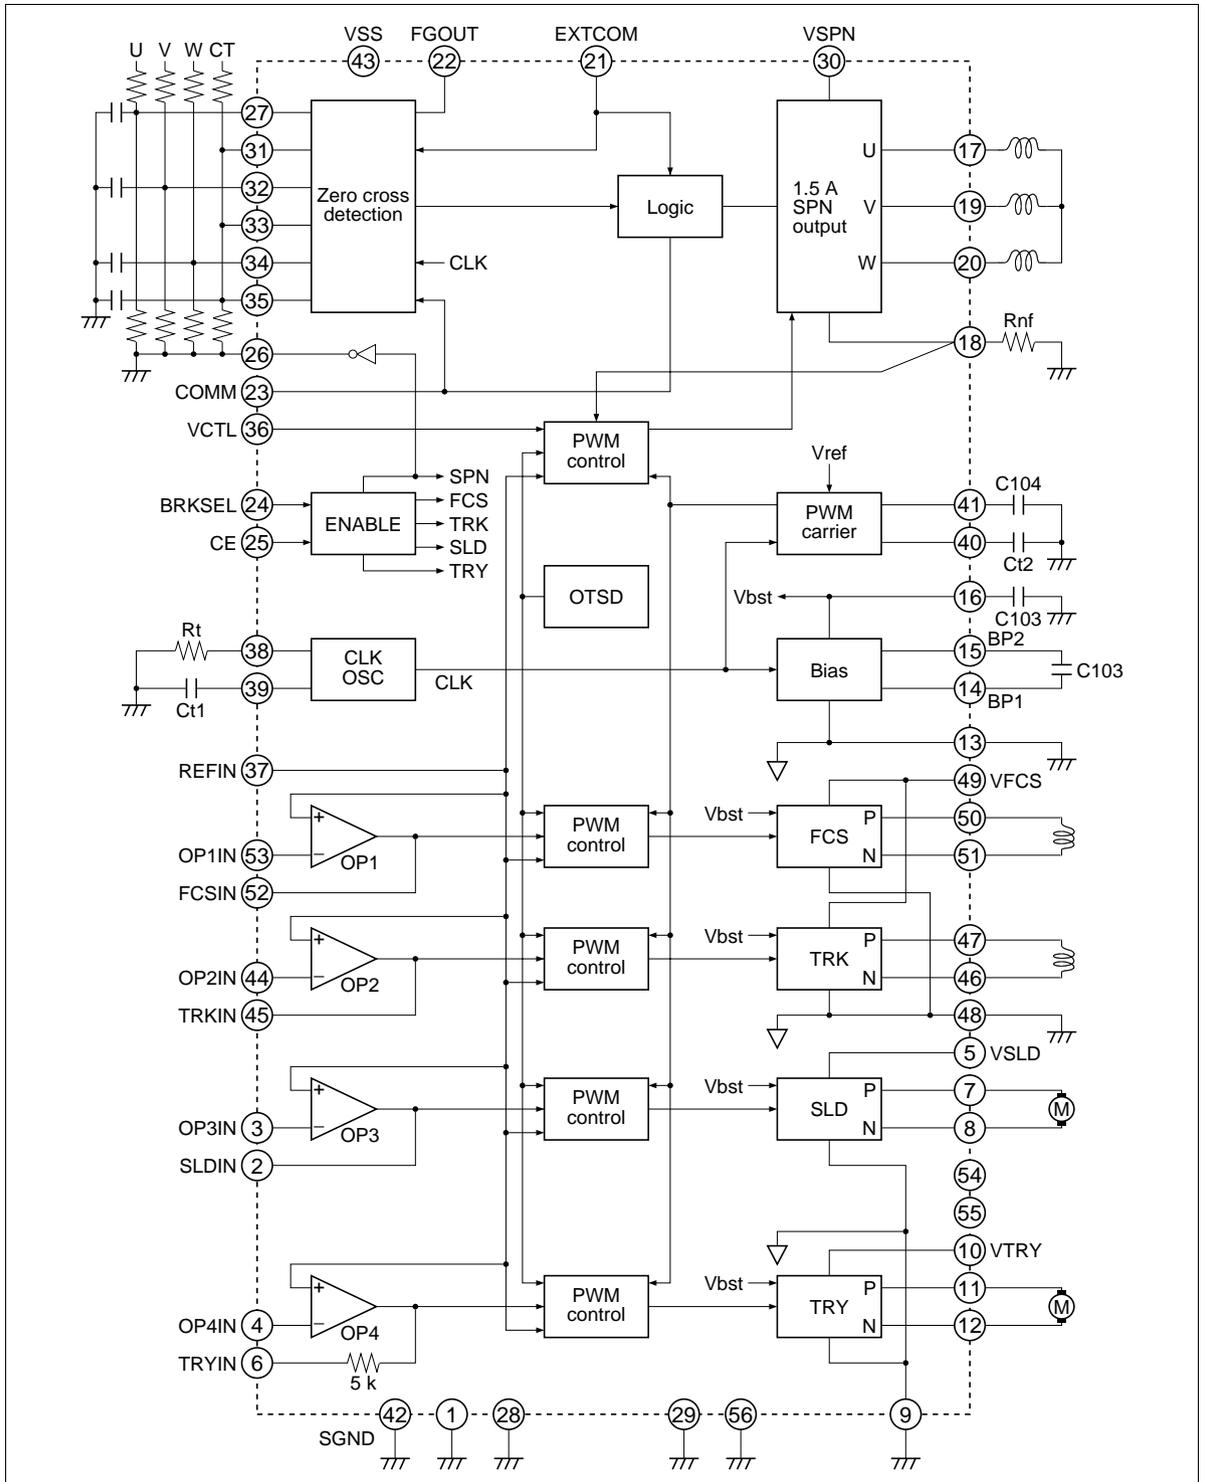 VSS FGOUT EXTCOM VSPN
U V W CT
43 22 21 30
27
31
32
33
34
35
26
Zero cross
detection
CLK
Logic
1.5 A
SPN
output
U
V
W
17
19
20
18
Rnf
COMM 23
VCTL 36
PWM
control
BRKSEL 24
CE 25
ENABLE
SPN
FCS
TRK
SLD
TRY
Vref
PWM
carrier
41 C104
40 Ct2
OTSD
Vbst
16 C103
Rt
38
39
Ct1
CLK
OSC
CLK
Bias
15 BP2
14 BP1
C103
13
REFIN 37
49 VFCS
+
−
OP1
OP1IN 53
FCSIN 52
PWM
control
Vbst
FCS
P
N
50
51
+
−
OP2
OP2IN 44
TRKIN 45
PWM
control
Vbst
TRK
P
N
47
46
48
5 VSLD
+
−
OP3
OP3IN 3
SLDIN 2
PWM
control
Vbst
SLD
P
N
7
8
M
54
55
10 VTRY
+
−
OP4
OP4IN 4
TRYIN 6
5 k
PWM
control
Vbst
TRY
P
N
11
12
M
42 1 28 29 56 9
SGND